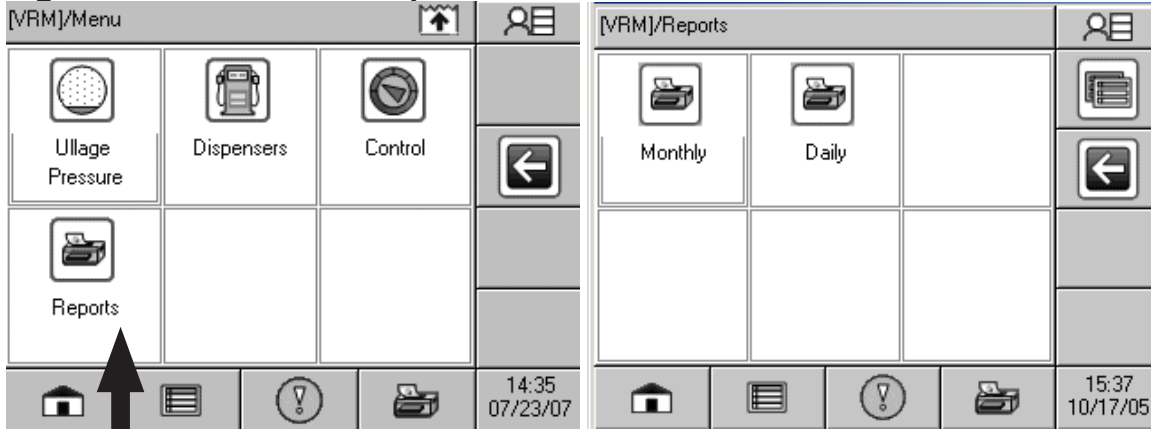 [VRM]/Menu
Ullage
Pressure
Dispensers
Control
Reports
14:35
07/23/07
[VRM]/Reports
Monthly
Daily
15:37
10/17/05